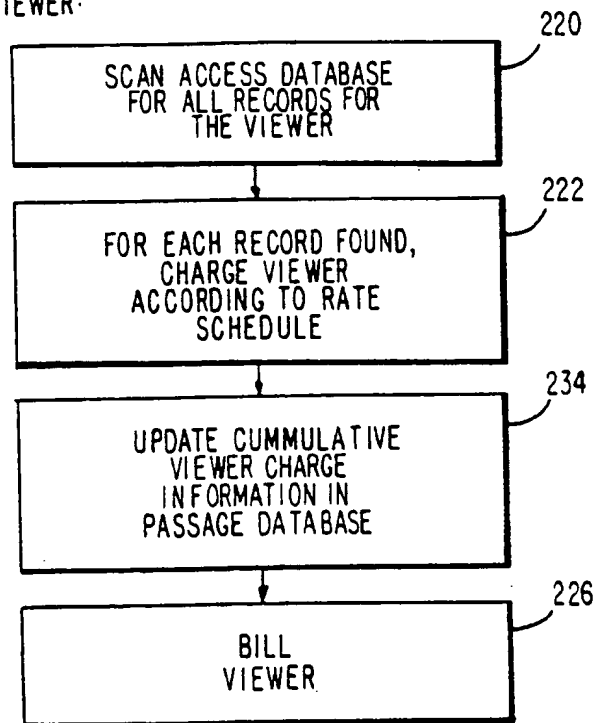 IEWER·
220
SCAN ACCESS DATABASE
FOR ALL RECORDS FOR
THE VIEWER
222
FOR EACH RECORD FOUND,
CHARGE VIEWER
ACCORDING TO RATE
SCHEDULE
234
UPDATE CUMMULATIVE
VIEWER CHARGE
INFORMATION IN
PASSAGE DATABASE
226
BILL
VIEWER